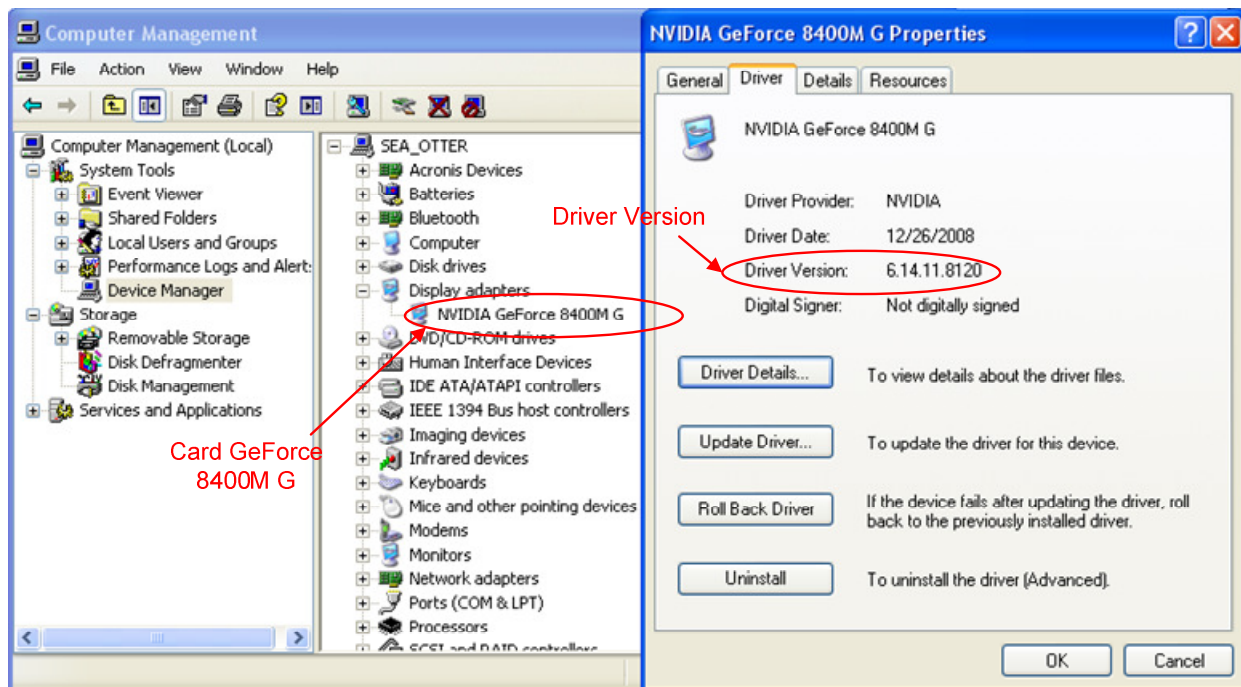 Computer Management
File Action View Window Help
Computer Management (Local)
System Tools
Event Viewer
Shared Folders
Local Users and Groups
Performance Logs and Alert:
Device Manager
Storage
Removable Storage
Disk Defragmenter
Disk Management
Services and Applications
SEA_OTTER
Acronis Devices
Batteries
Bluetooth
Computer
Disk drives
Display adapters
NVIDIA GeForce 8400M G
DVD/CD-ROM drives
Human Interface Devices
IDE ATA/ATAPI controllers
IEEE 1394 Bus host controllers
Imaging devices
Infrared devices
Keyboards
Mice and other pointing devices
Modems
Monitors
Network adapters
Ports (COM & LPT)
Processors
SCSI and RAID controllers
Card GeForce
8400M G
Driver Version
NVIDIA GeForce 8400M G Properties
General Driver Details Resources
NVIDIA GeForce 8400M G
Driver Provider: NVIDIA
Driver Date: 12/26/2008
Driver Version: 6.14.11.8120
Digital Signer: Not digitally signed
Driver Details... To view details about the driver files.
Update Driver... To update the driver for this device.
Roll Back Driver If the device fails after updating the driver, roll
back to the previously installed driver.
Uninstall To uninstall the driver (Advanced).
OK Cancel